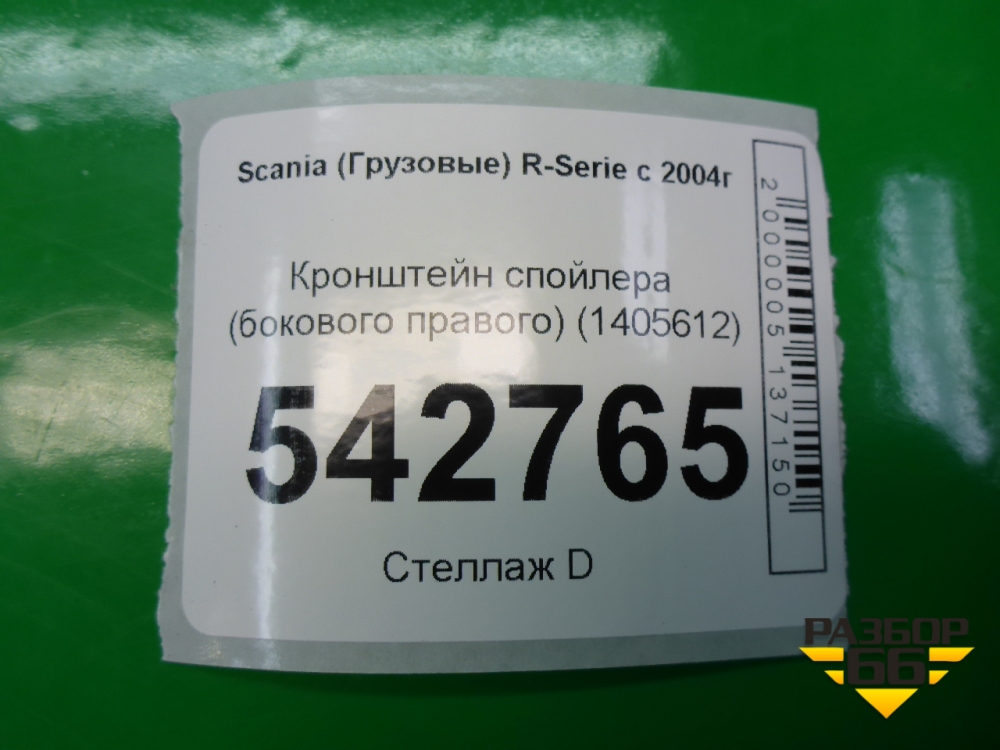 Scania (Грузовые) R-Serie с 2004г
Кронштейн спойлера
(бокового правого) (1405612)
542765
Стеллаж D
2000005137150
РАЗБОР
66